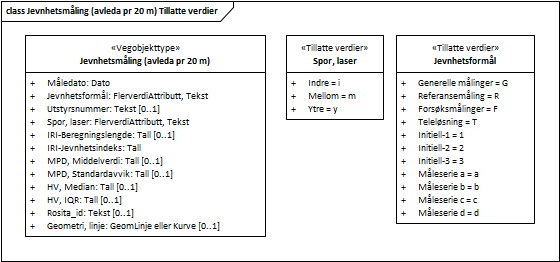 class Jevnhetsmåling (avleda pr 20 m) Tillatte verdier
«Vegobjekttype»
Jevnhetsmåling (avleda pr 20 m)
+ Måledato: Dato
+ Jevnhetsformål: FlerverdiAttributt, Tekst
+ Utstyrsnummer: Tekst [0..1]
+ Spor, laser: FlerverdiAttributt, Tekst
+ IRI-Beregningslengde: Tall [0..1]
+ IRI-Jevnhetsindeks: Tall
+ MPD, Middelverdi: Tall [0..1]
+ MPD, Standardavvik: Tall [0..1]
+ HV, Median: Tall [0..1]
+ HV, IQR: Tall [0..1]
+ Rosita_id: Tekst [0..1]
+ Geometri, linje: GeomLinje eller Kurve [0..1]
«Tillatte verdier»
Spor, laser
+ Indre = i
+ Mellom = m
+ Ytre = y
«Tillatte verdier»
Jevnhetsformål
+ Generelle målinger = G
+ Referansemåling = R
+ Forsøksmålinger = F
+ Teleløsning = T
+ Initiell-1 = 1
+ Initiell-2 = 2
+ Initiell-3 = 3
+ Måleserie a = a
+ Måleserie b = b
+ Måleserie c = c
+ Måleserie d = d